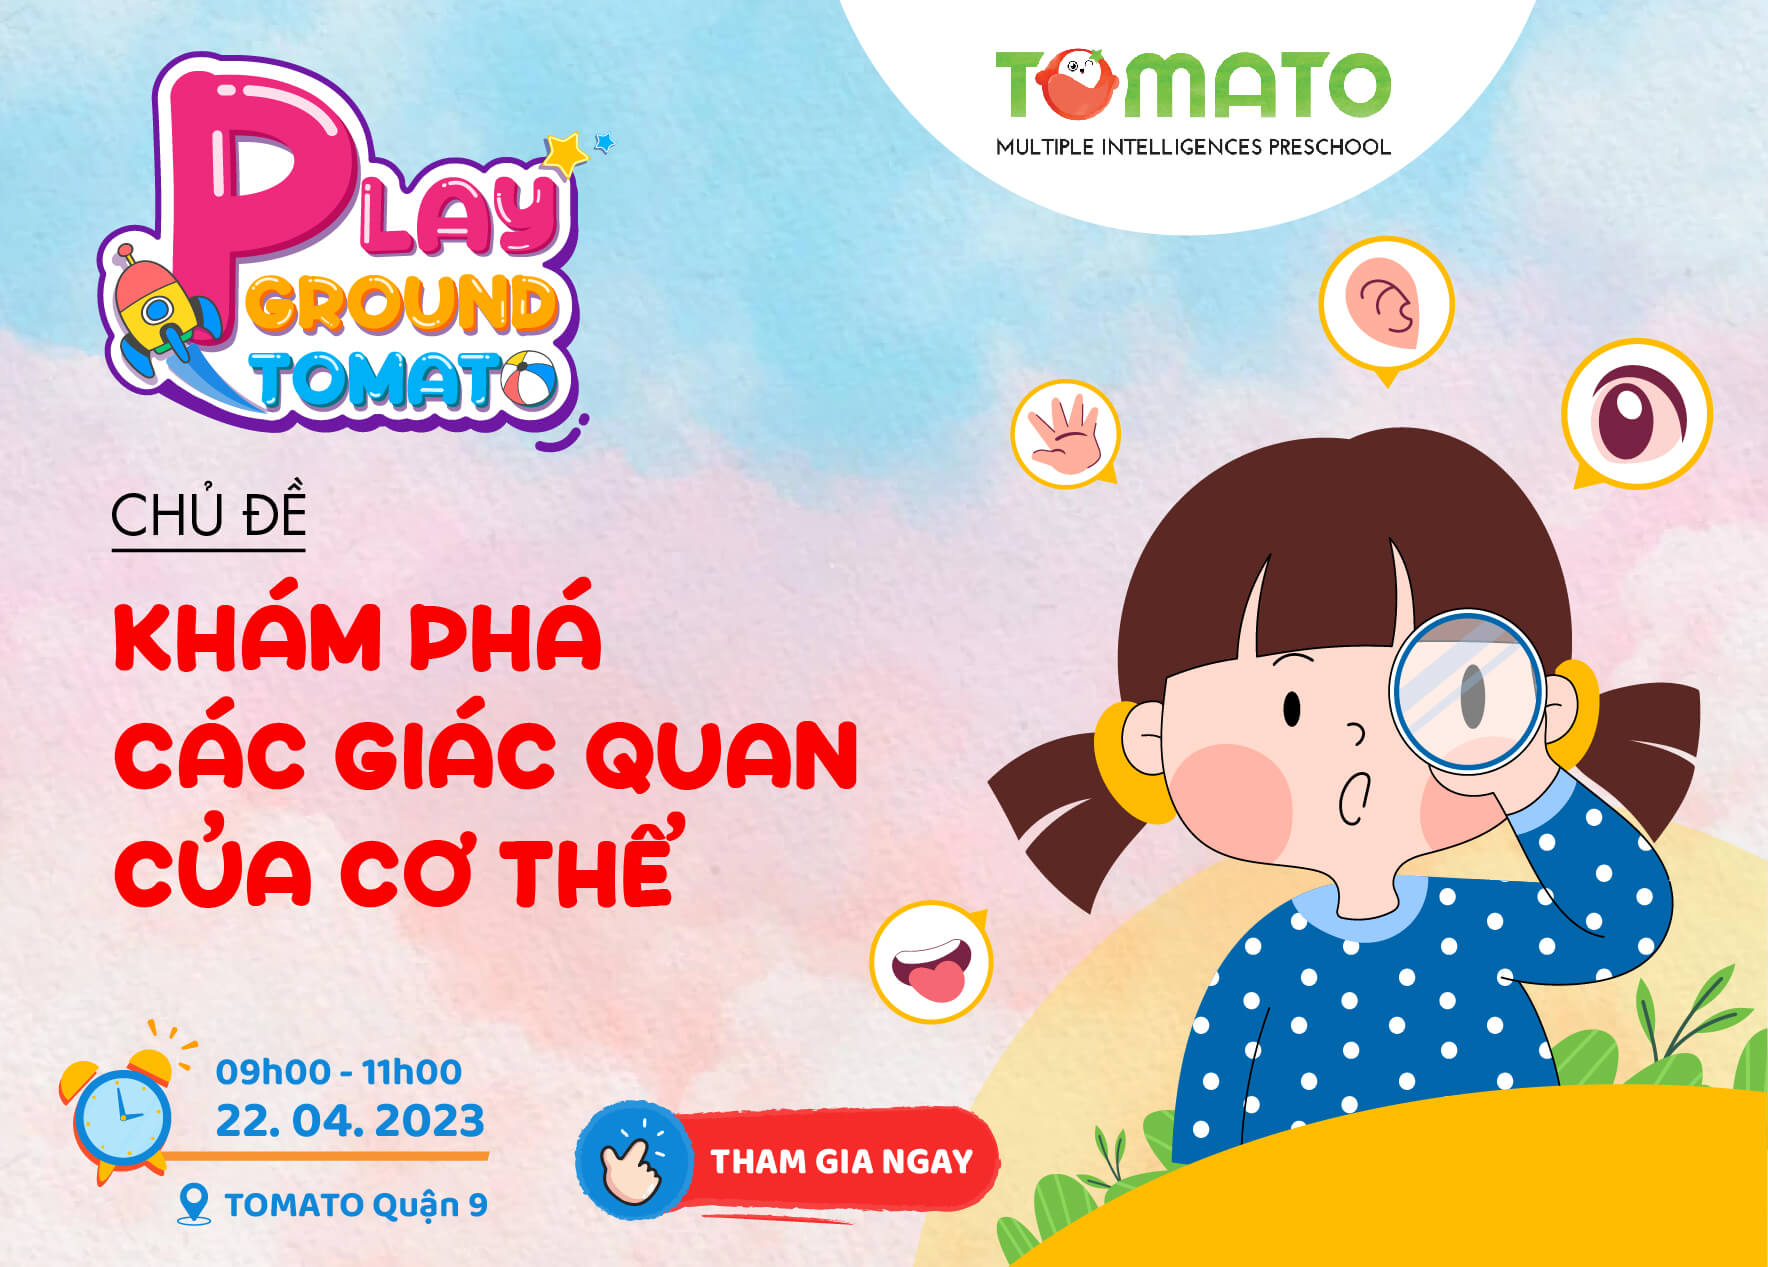 PLAY
GROUND
TOMATO
TOMATO
MULTIPLE INTELLIGENCES PRESCHOOL
CHỦ ĐỀ
KHÁM PHÁ
CÁC GIÁC QUAN
CỦA CƠ THỂ
09h00 - 11h00
22. 04. 2023
TOMATO Quận 9
THAM GIA NGAY